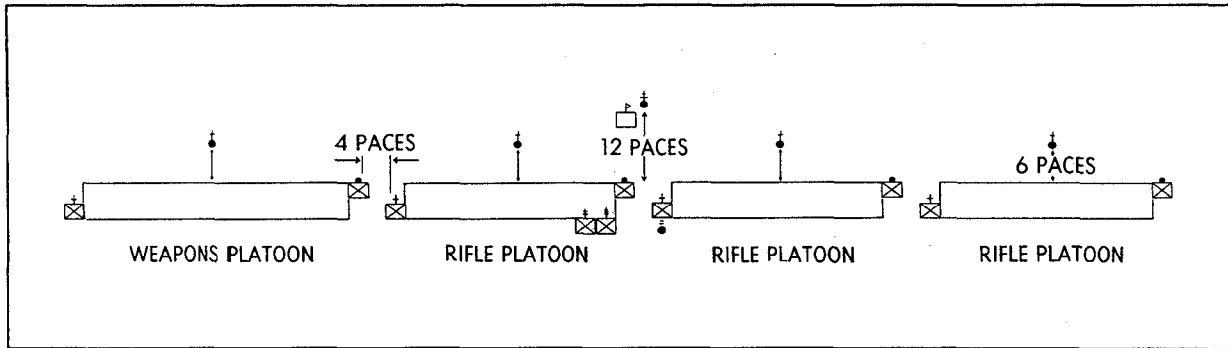 4 PACES
12 PACES
6 PACES
WEAPONS PLATOON
RIFLE PLATOON
RIFLE PLATOON
RIFLE PLATOON